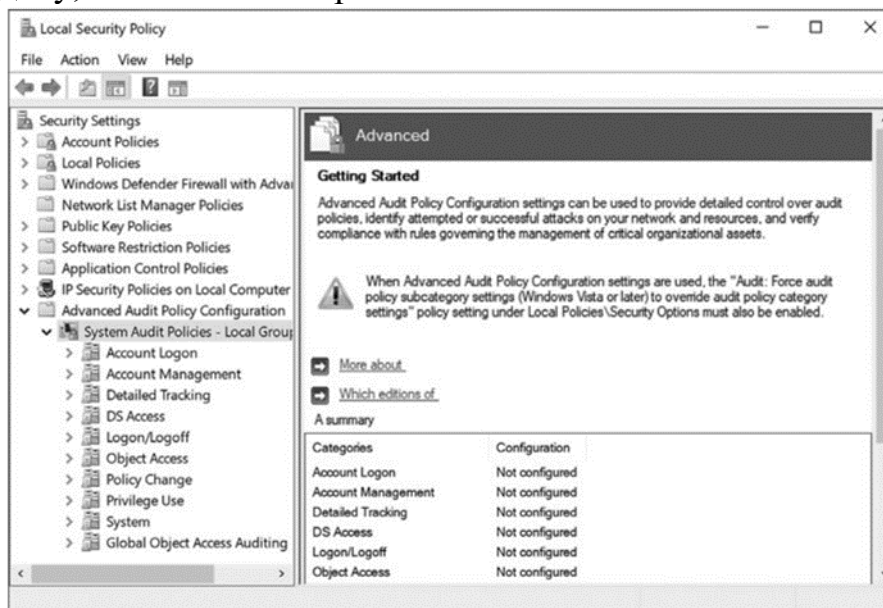 Local Security Policy
File Action View Help
Security Settings
Account Policies
Local Policies
Windows Defender Firewall with Adva
Network List Manager Policies
Public Key Policies
Software Restriction Policies
Application Control Policies
IP Security Policies on Local Computer
Advanced Audit Policy Configuration
System Audit Policies - Local Group
Account Logon
Account Management
Detailed Tracking
DS Access
Logon/Logoff
Object Access
Policy Change
Privilege Use
System
Global Object Access Auditing
Advanced
Getting Started
Advanced Audit Policy Configuration settings can be used to provide detailed control over audit
policies, identify attempted or successful attacks on your network and resources, and verify
compliance with rules governing the management of critical organizational assets.
When Advanced Audit Policy Configuration settings are used, the "Audit: Force audit
policy subcategory settings (Windows Vista or later) to override audit policy category
settings" policy setting under Local Policies\Security Options must also be enabled.
More about
Which editions of
A summary
Categories Configuration
Account Logon Not configured
Account Management Not configured
Detailed Tracking Not configured
DS Access Not configured
Logon/Logoff Not configured
Object Access Not configured